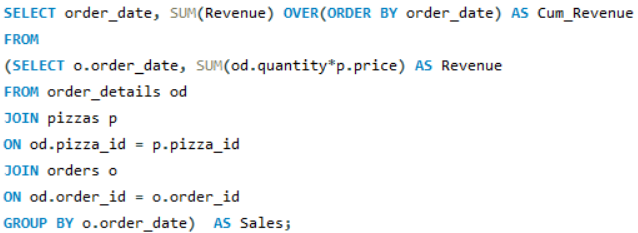 SELECT order_date, SUM(Revenue) OVER(ORDER BY order_date) AS Cum_Revenue
FROM
(SELECT o.order_date, SUM(od.quantity*p.price) AS Revenue
FROM order_details od
JOIN pizzas p
ON od.pizza_id = p.pizza_id
JOIN orders o
ON od.order_id = o.order_id
GROUP BY o.order_date)  AS Sales;